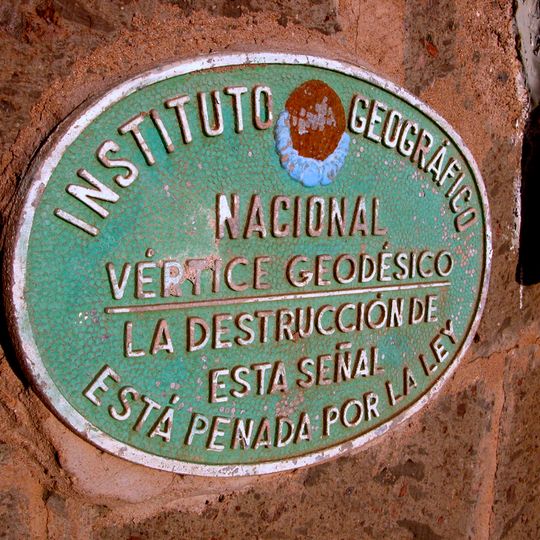 INSTITUTO GEOGRÁFICO
NACIONAL
VÉRTICE GEODÉSICO
LA DESTRUCCIÓN DE
ESTA SEÑAL
ESTÁ PENADA POR LA LEY